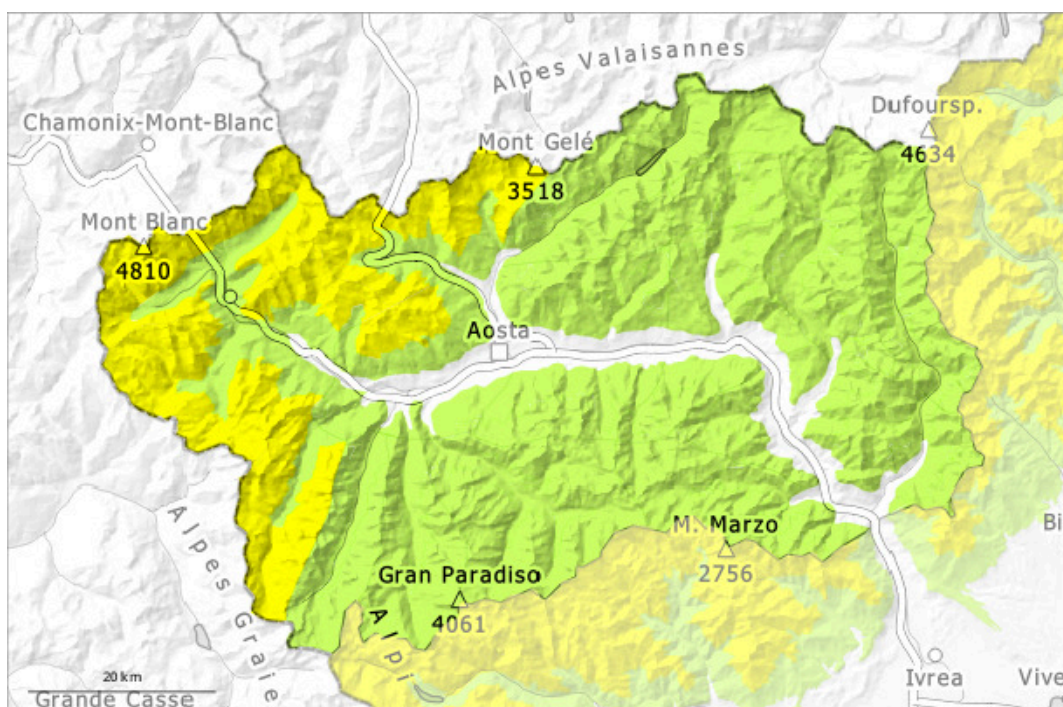 Alpes Valaisannes
Dufoursp.
Chamonix-Mont-Blanc
Mont Gelé
4634
3518
Mont Blanc
4810
Aosta
M. Marzo
Bi
2756
Gran Paradiso
4061
Alpes Graie
Alpi
20 km
Ivrea
Vive
Grande Casse